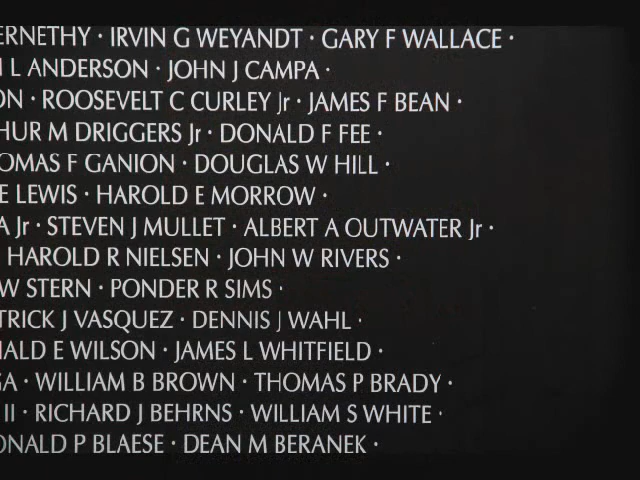 ERNETHY · IRVIN G WEYANDT · GARY F WALLACE ·
L ANDERSON · JOHN J CAMPA ·
ON · ROOSEVELT C CURLEY Jr · JAMES F BEAN ·
HUR M DRIGGERS Jr · DONALD F FEE ·
OMAS F GANION · DOUGLAS W HILL ·
E LEWIS · HAROLD E MORROW ·
A Jr · STEVEN J MULLET · ALBERT A OUTWATER Jr ·
HAROLD R NIELSEN · JOHN W RIVERS ·
W STERN · PONDER R SIMS ·
TRICK J VASQUEZ · DENNIS J WAHL ·
NALD E WILSON · JAMES L WHITFIELD ·
GA · WILLIAM B BROWN · THOMAS P BRADY ·
II · RICHARD J BEHRNS · WILLIAM S WHITE ·
ONALD P BLAESE · DEAN M BERANEK ·